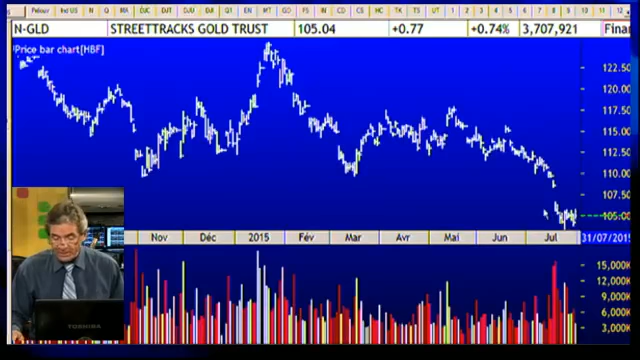 N-GLD STREETTRACKS GOLD TRUST 105.04 +0.77 +0.74% 3,707,921 Finan
Price bar chart[HBF]
122.50
120.00
117.50
115.00
112.50
110.00
107.50
105.00
Nov Déc 2015 Fév Mar Avr Mai Jun Jul 31/07/2015
15,000K
12,000K
9,000K
6,000K
3,000K
TOSHIBA